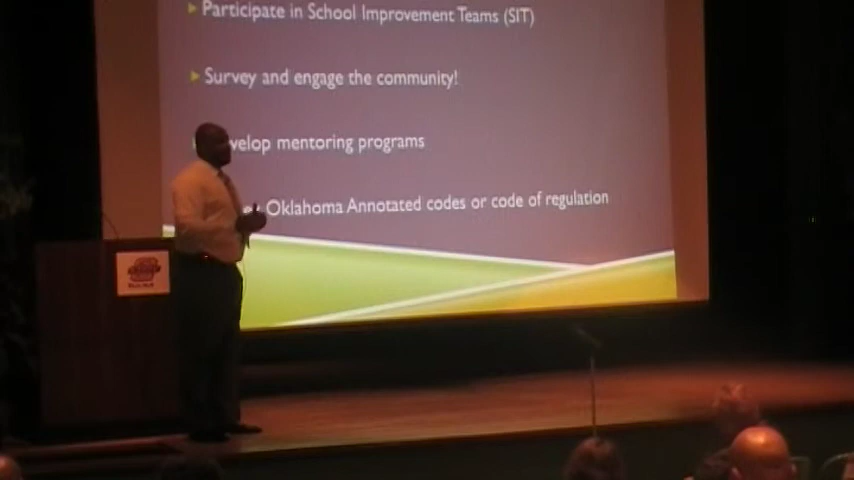 Participate in School Improvement Teams (SIT)
Survey and engage the community!
velop mentoring programs
Oklahoma Annotated codes or code of regulation